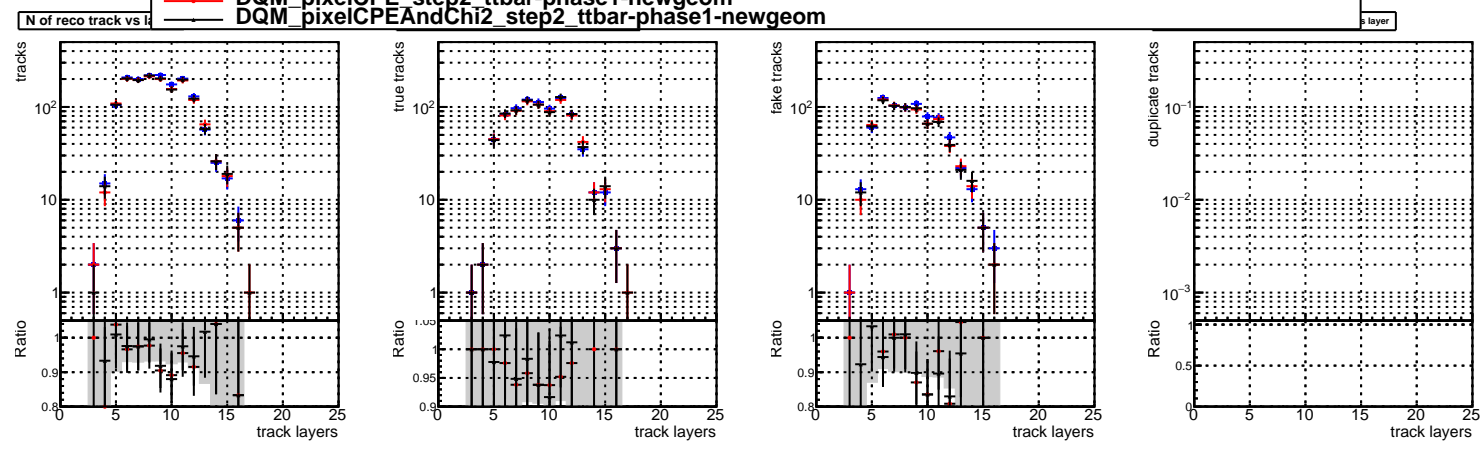 DQM_pixelCPE_step2_ttbar-phase1-newgeom
DQM_pixelCPEAndChi2_step2_ttbar-phase1-newgeom
N of reco track vs
s layer
tracks
10²
10
1
Ratio
1
0.9
0.8
0 5 10 15 20 25
track layers
true tracks
10²
10
1
Ratio
1.05
1
0.95
0.9
0 5 10 15 20 25
track layers
fake tracks
10²
10
1
Ratio
1
0.9
0.8
0 5 10 15 20 25
track layers
duplicate tracks
10⁻¹
10⁻²
10⁻³
Ratio
1
0.5
0
0 5 10 15 20 25
track layers